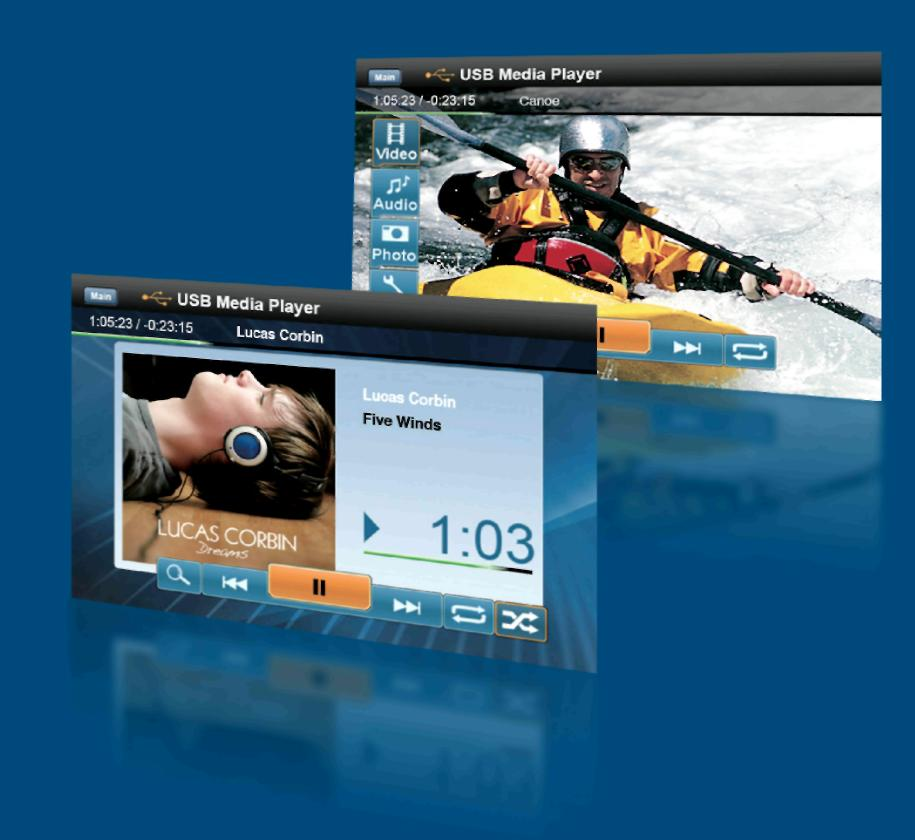 Main USB Media Player
1:05:23 / -0:23:15 Canoe
Video
Audio
Photo
Main USB Media Player
1:05:23 / -0:23:15 Lucas Corbin
Lucas Corbin
Five Winds
1:03
LUCAS CORBIN
Dreams